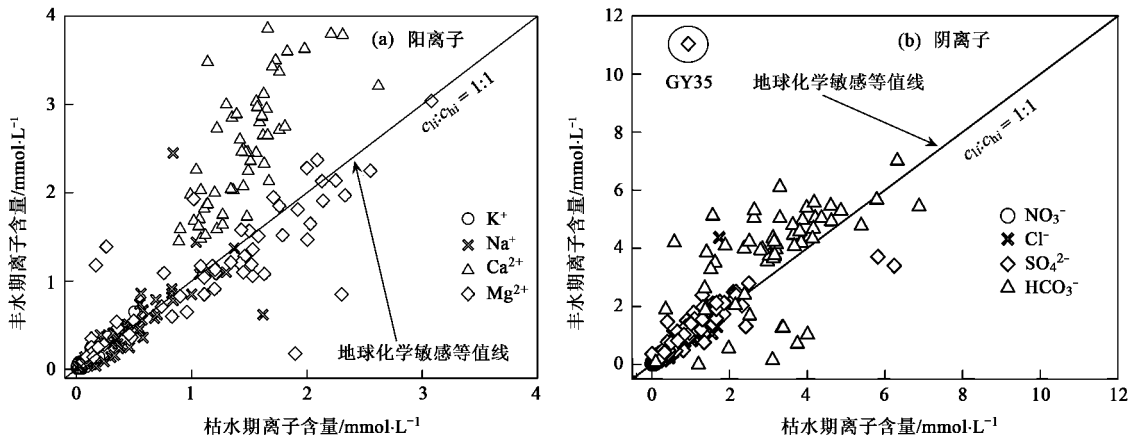 (a) 阳离子
c_li:c_hi = 1:1
地球化学敏感等值线
K⁺
Na⁺
Ca²⁺
Mg²⁺
丰水期离子含量/mmol·L⁻¹
4
3
2
1
0
0
1
2
3
4
枯水期离子含量/mmol·L⁻¹
(b) 阴离子
GY35
地球化学敏感等值线
c_li:c_hi = 1:1
NO₃⁻
Cl⁻
SO₄²⁻
HCO₃⁻
丰水期离子含量/mmol·L⁻¹
12
10
8
6
4
2
0
0
2
4
6
8
10
12
枯水期离子含量/mmol·L⁻¹